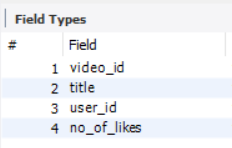 Field Types
# Field
1 video_id
2 title
3 user_id
4 no_of_likes